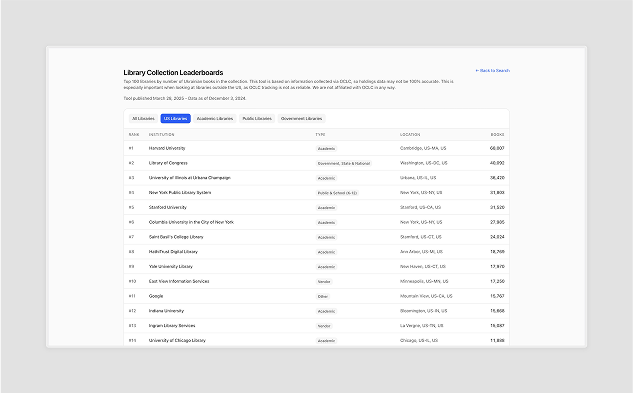 Library Collection Leaderboards
← Back to Search
Top 100 libraries by number of Ukrainian books in the collection. This tool is based on information collected via OCLC, so holdings data may not be 100% accurate. This is
especially important when looking at libraries outside the US, as OCLC tracking is not as reliable. We are not affiliated with OCLC in any way.
Tool published March 28, 2025 - Data as of December 3, 2024.
All Libraries US Libraries Academic Libraries Public Libraries Government Libraries
RANK INSTITUTION TYPE LOCATION BOOKS
#1 Harvard University Academic Cambridge, US-MA, US 60,007
#2 Library of Congress Government, State & National Washington, US-DC, US 40,092
#3 University of Illinois at Urbana Champaign Academic Urbana, US-IL, US 36,420
#4 New York Public Library System Public & School (K-12) New York, US-NY, US 31,803
#5 Stanford University Academic Stanford, US-CA, US 31,520
#6 Columbia University in the City of New York Academic New York, US-NY, US 27,985
#7 Saint Basil's College Library Academic Stamford, US-CT, US 24,024
#8 HathiTrust Digital Library Academic Ann Arbor, US-MI, US 18,769
#9 Yale University Library Academic New Haven, US-CT, US 17,970
#10 East View Information Services Vendor Minneapolis, US-MN, US 17,250
#11 Google Other Mountain View, US-CA, US 15,767
#12 Indiana University Academic Bloomington, US-IN, US 15,668
#13 Ingram Library Services Vendor La Vergne, US-TN, US 15,087
#14 University of Chicago Library Academic Chicago, US-IL, US